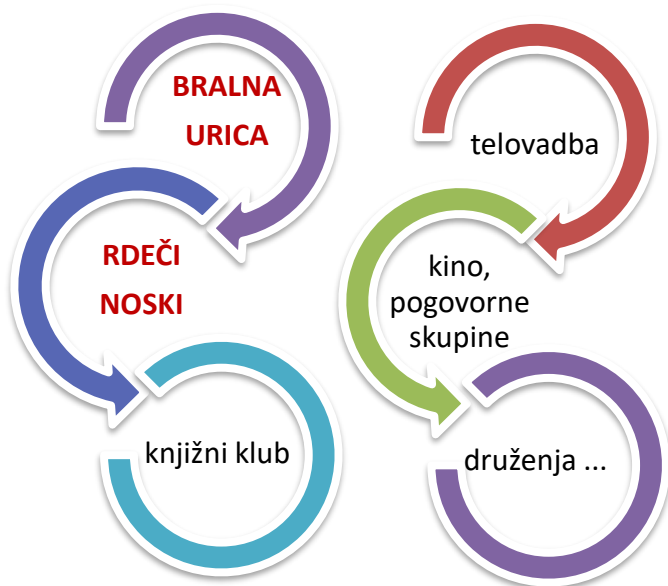 BRALNA
URICA
RDEČI
NOSKI
knjižni klub
telovadba
kino,
pogovorne
skupine
druženja ...